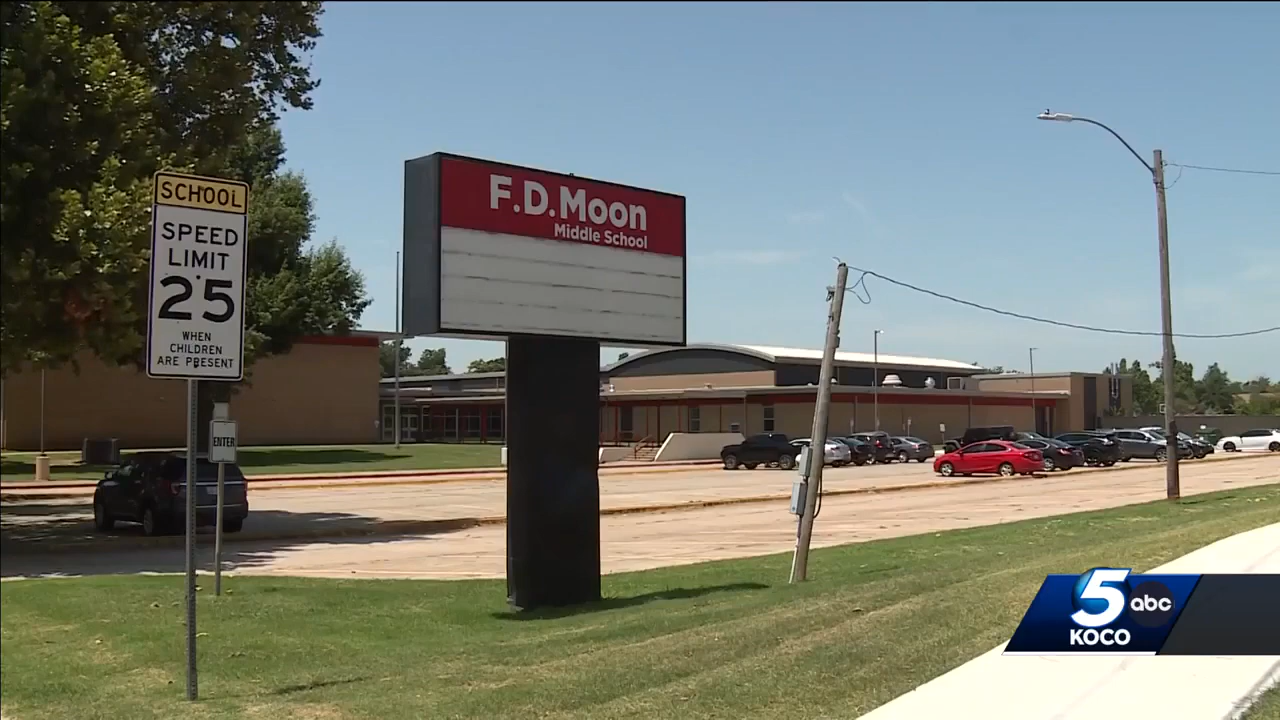 SCHOOL
SPEED
LIMIT
25
WHEN
CHILDREN
ARE PRESENT
ENTER
F.D.Moon
Middle School
5
abc
KOCO